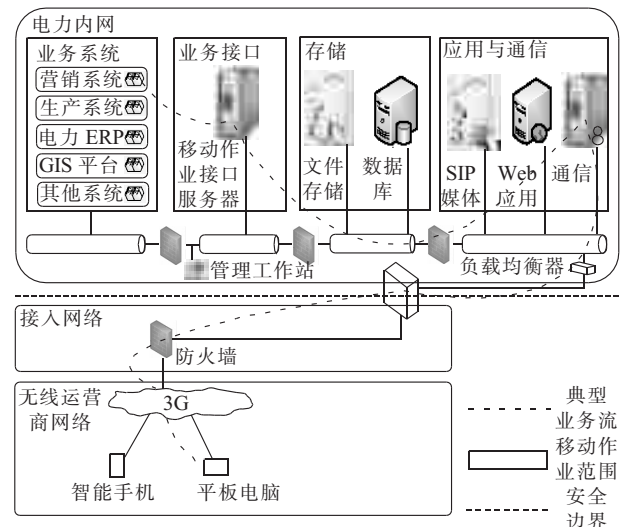 电力内网
业务系统
营销系统
生产系统
电力 ERP
GIS 平台
其他系统
业务接口
移动作
业接口
服务器
存储
文件
存储
数据
库
应用与通信
SIP
媒体
Web
应用
通信
管理工作站
负载均衡器
接入网络
防火墙
无线运营
商网络
3G
智能手机
平板电脑
典型
业务流
移动作
业范围
安全
边界